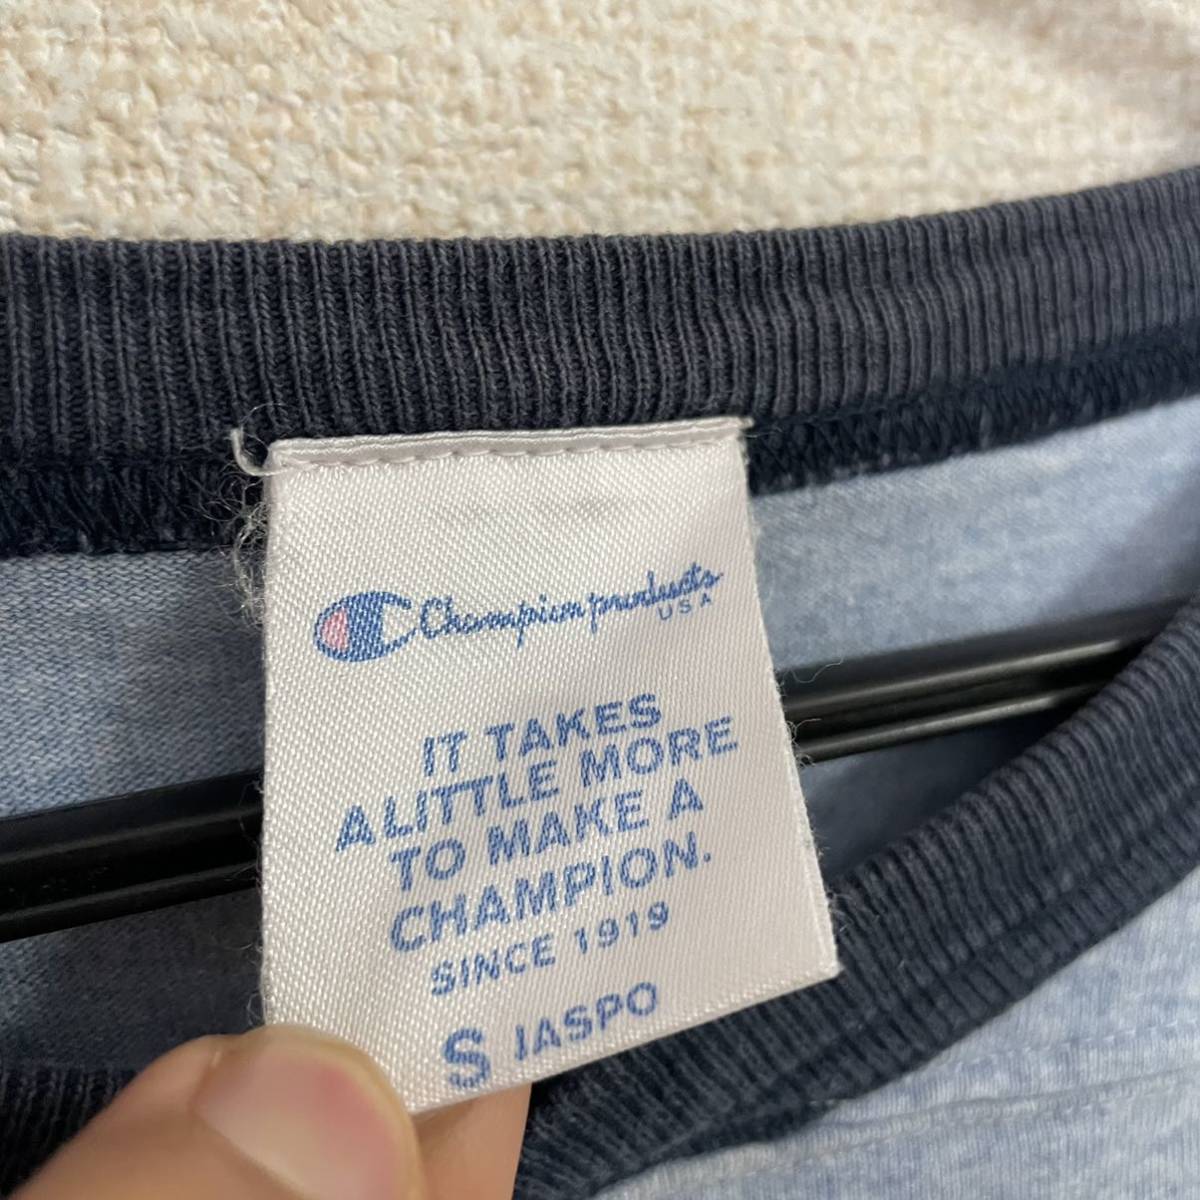 Champion products
USA
IT TAKES
A LITTLE MORE
TO MAKE A
CHAMPION.
SINCE 1919
S JASPO